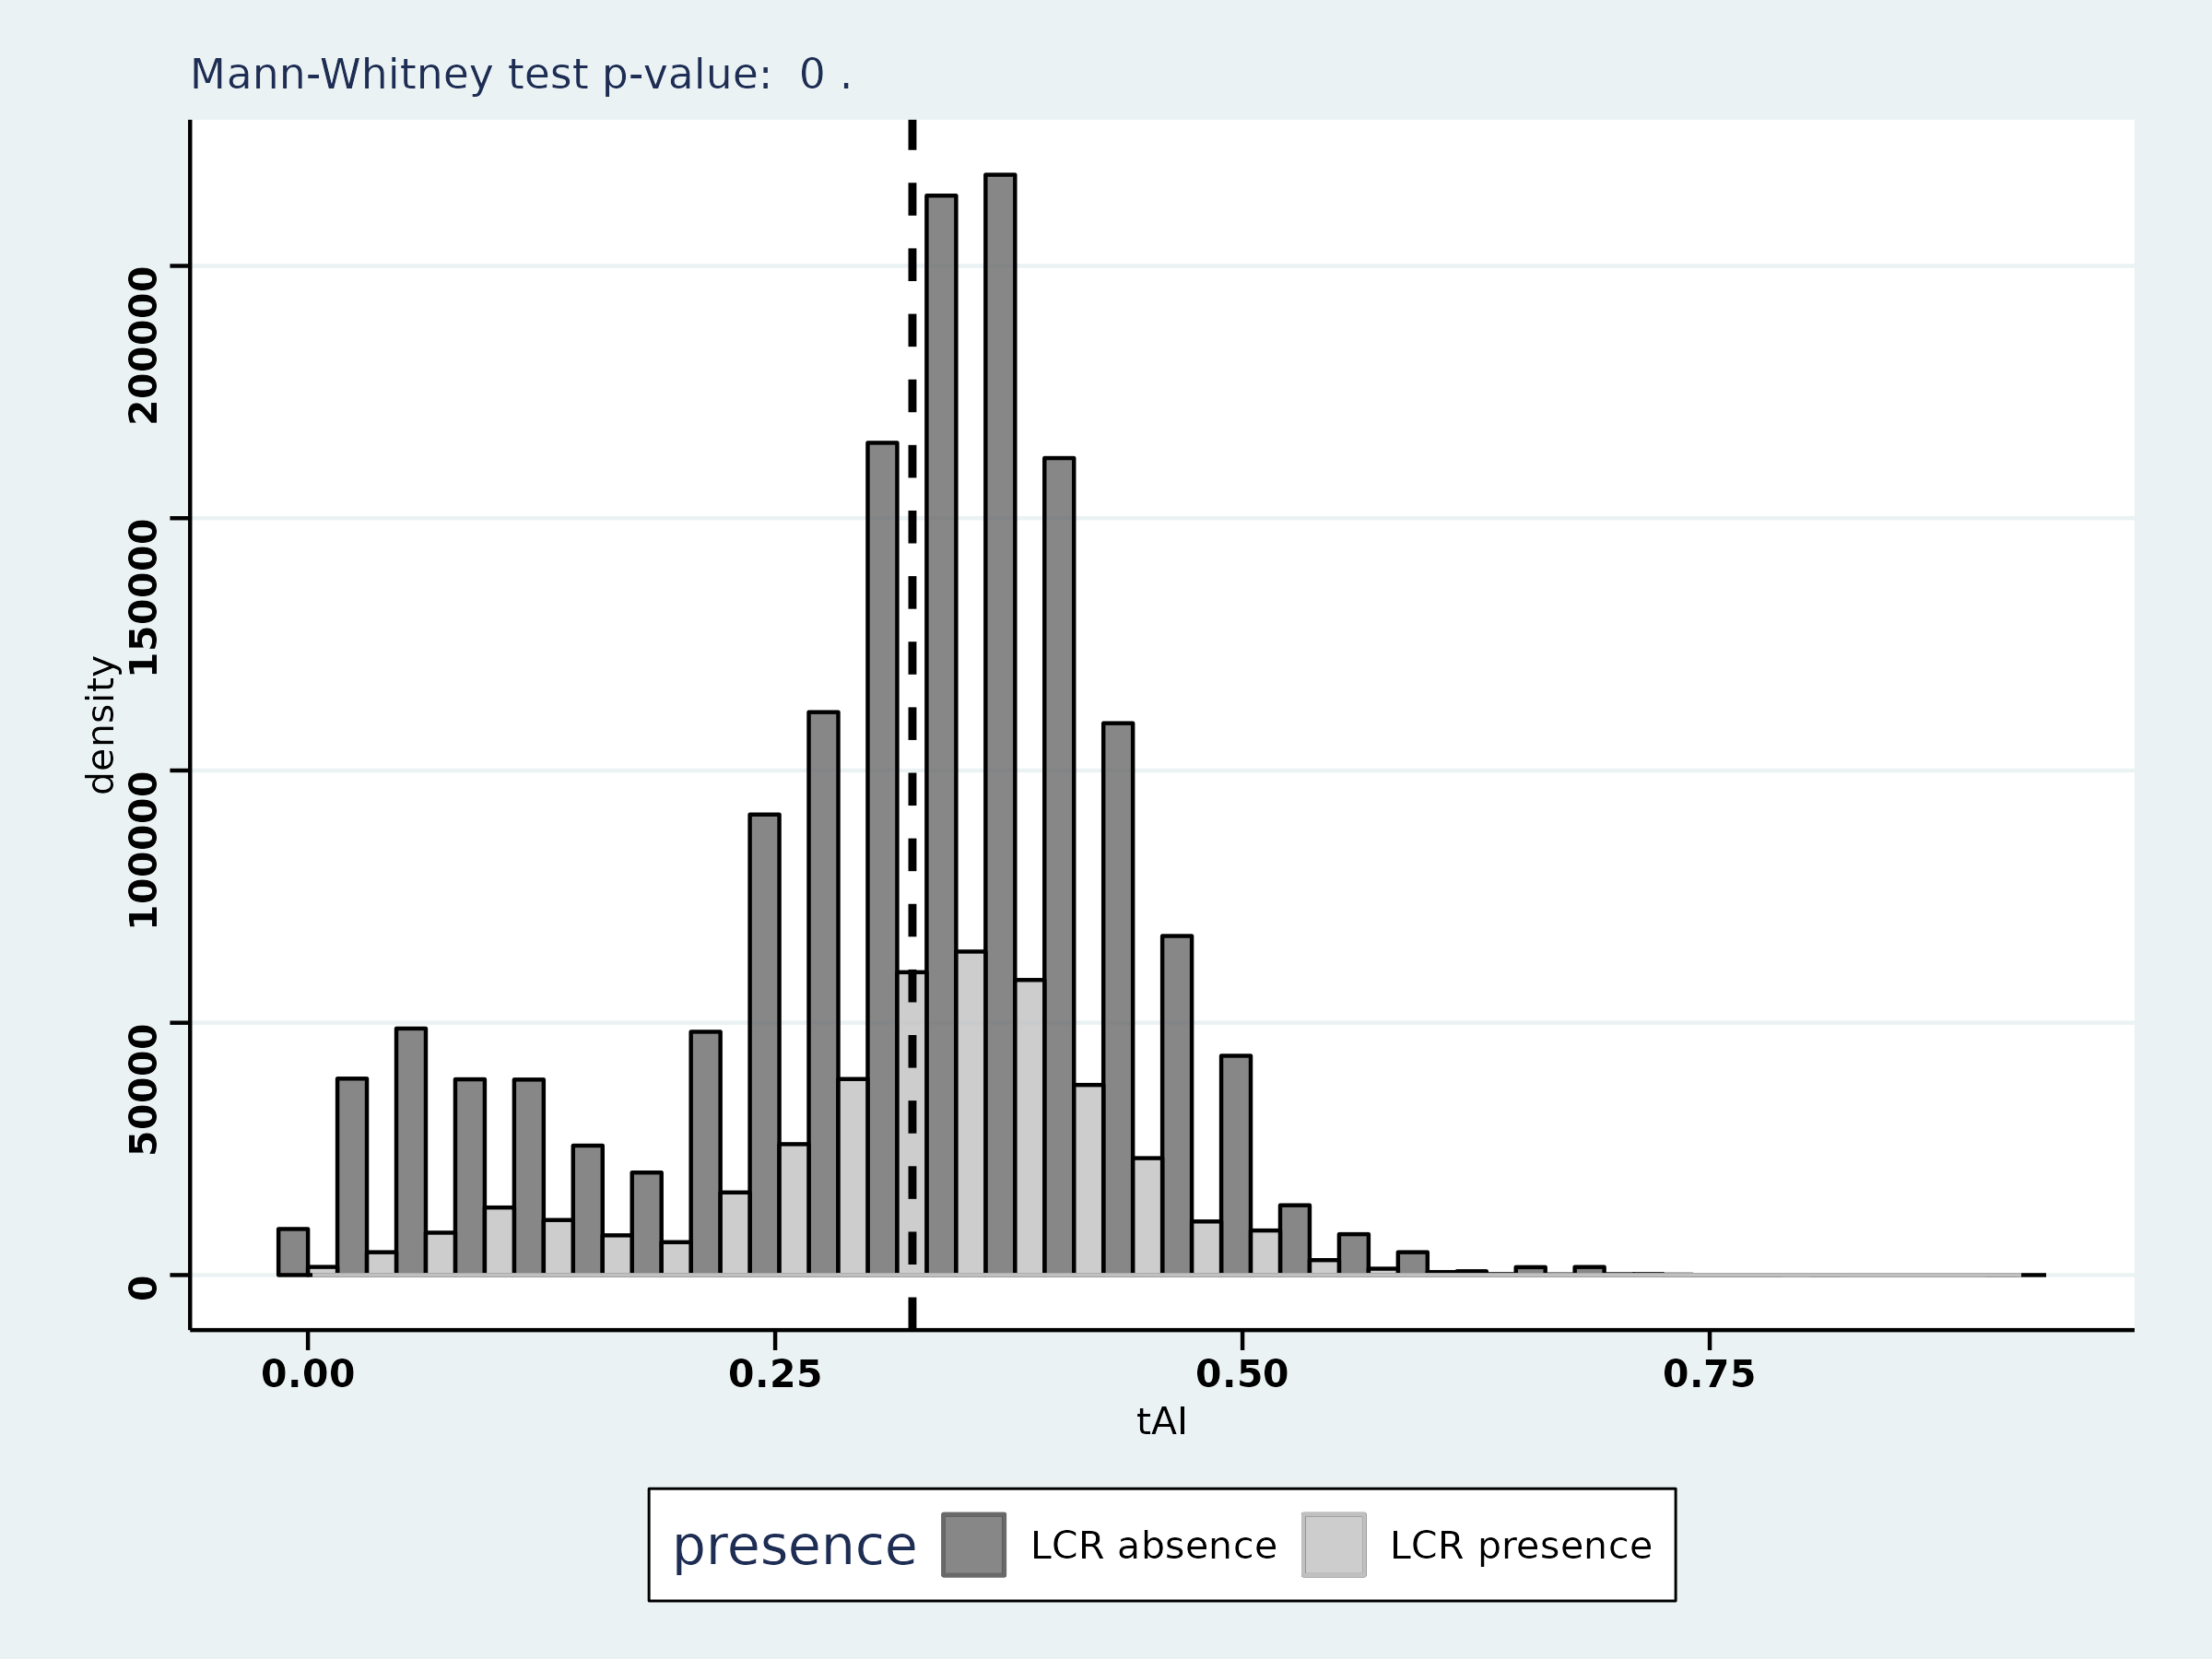 Mann-Whitney test p-value:  0 .
density
200000
150000
100000
50000
0
0.00 0.25 0.50 0.75
tAI
presence LCR absence LCR presence